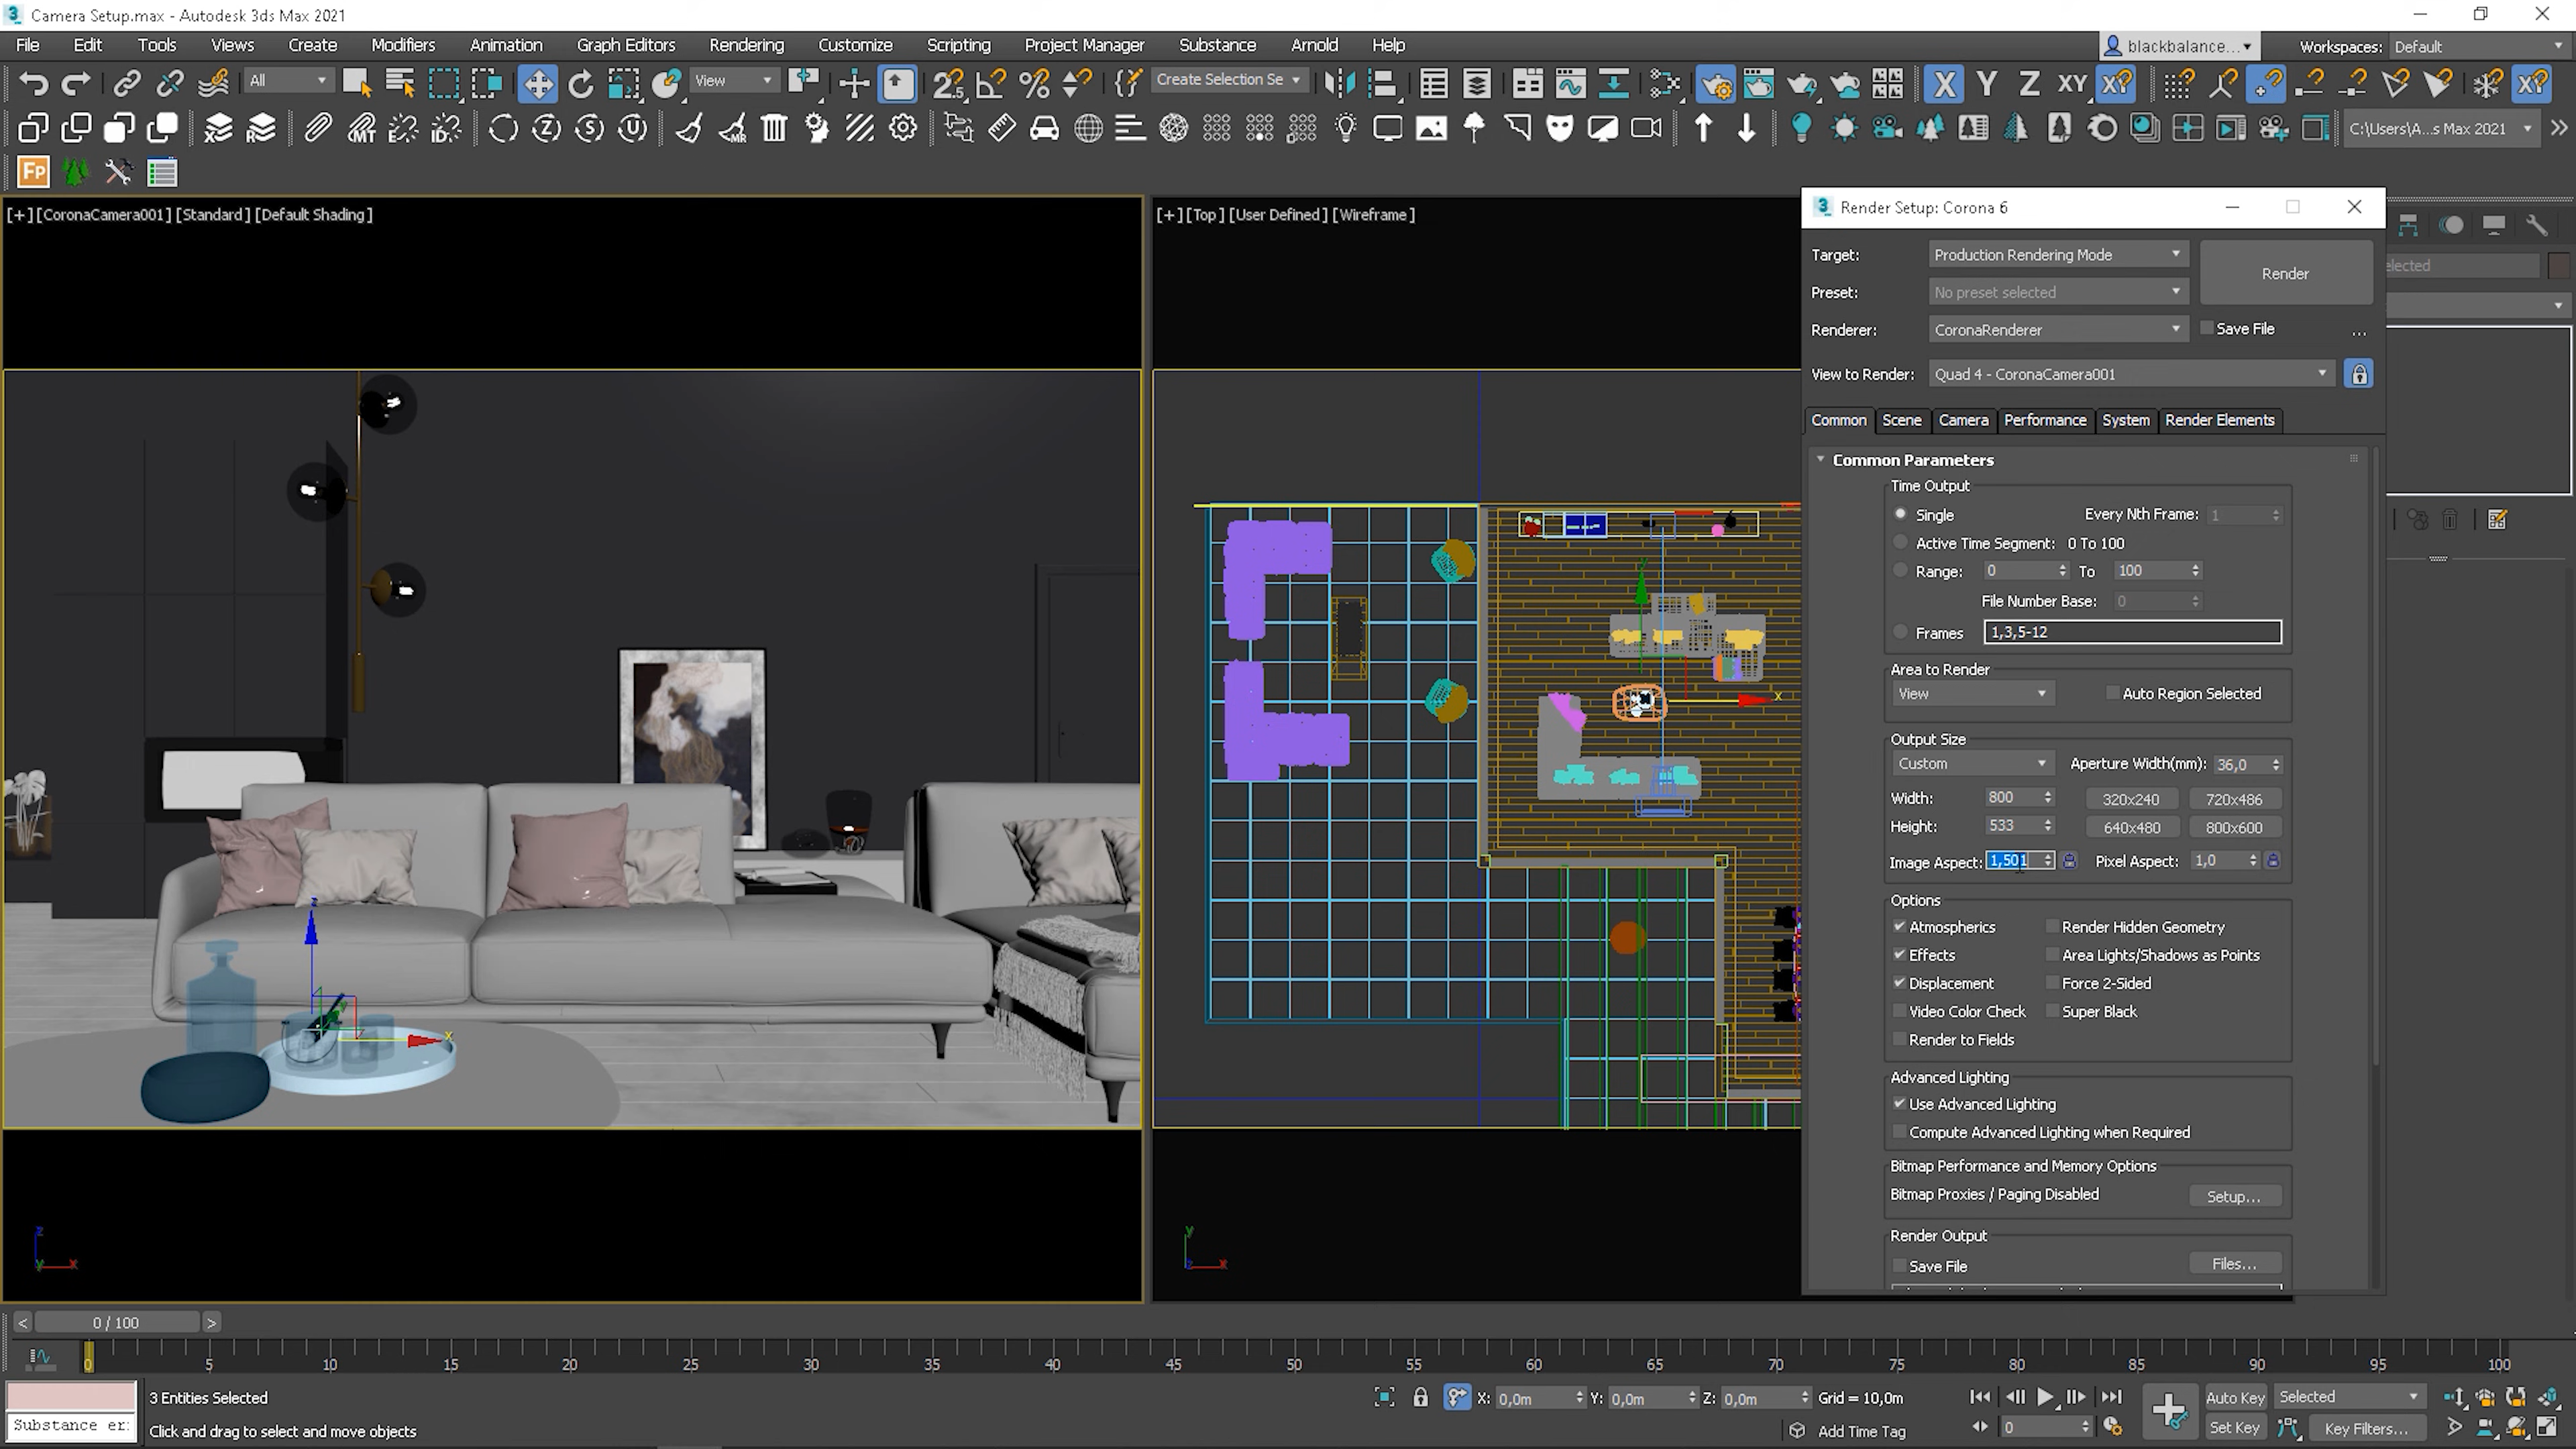 Camera Setup.max - Autodesk 3ds Max 2021
File Edit Tools Views Create Modifiers Animation Graph Editors Rendering Customize Scripting Project Manager Substance Arnold Help
blackbalance... Workspaces: Default
All View Create Selection Se X Y Z XY
C:\Users\A...s Max 2021
Fp
[+] [CoronaCamera001] [Standard] [Default Shading]
[+] [Top] [User Defined] [Wireframe]
Render Setup: Corona 6
Target: Production Rendering Mode
Render
Preset: No preset selected
Renderer: CoronaRenderer Save File ...
View to Render: Quad 4 - CoronaCamera001
Common Scene Camera Performance System Render Elements
Common Parameters
Time Output
Single Every Nth Frame: 1
Active Time Segment: 0 To 100
Range: 0 To 100
File Number Base: 0
Frames 1,3,5-12
Area to Render
View Auto Region Selected
Output Size
Custom Aperture Width(mm): 36,0
Width: 800 320x240 720x486
Height: 533 640x480 800x600
Image Aspect: 1,501 Pixel Aspect: 1,0
Options
Atmospherics Render Hidden Geometry
Effects Area Lights/Shadows as Points
Displacement Force 2-Sided
Video Color Check Super Black
Render to Fields
Advanced Lighting
Use Advanced Lighting
Compute Advanced Lighting when Required
Bitmap Performance and Memory Options
Bitmap Proxies / Paging Disabled Setup...
Render Output
Save File Files...
elected
z x
y x
< 0 / 100 >
0 5 10 15 20 25 30 35 40 45 50 55 60 65 70 75 80 85 90 95 100
3 Entities Selected
X: 0,0m Y: 0,0m Z: 0,0m Grid = 10,0m
Auto Key Selected
Substance er:
Click and drag to select and move objects
Add Time Tag
0
Set Key Key Filters...